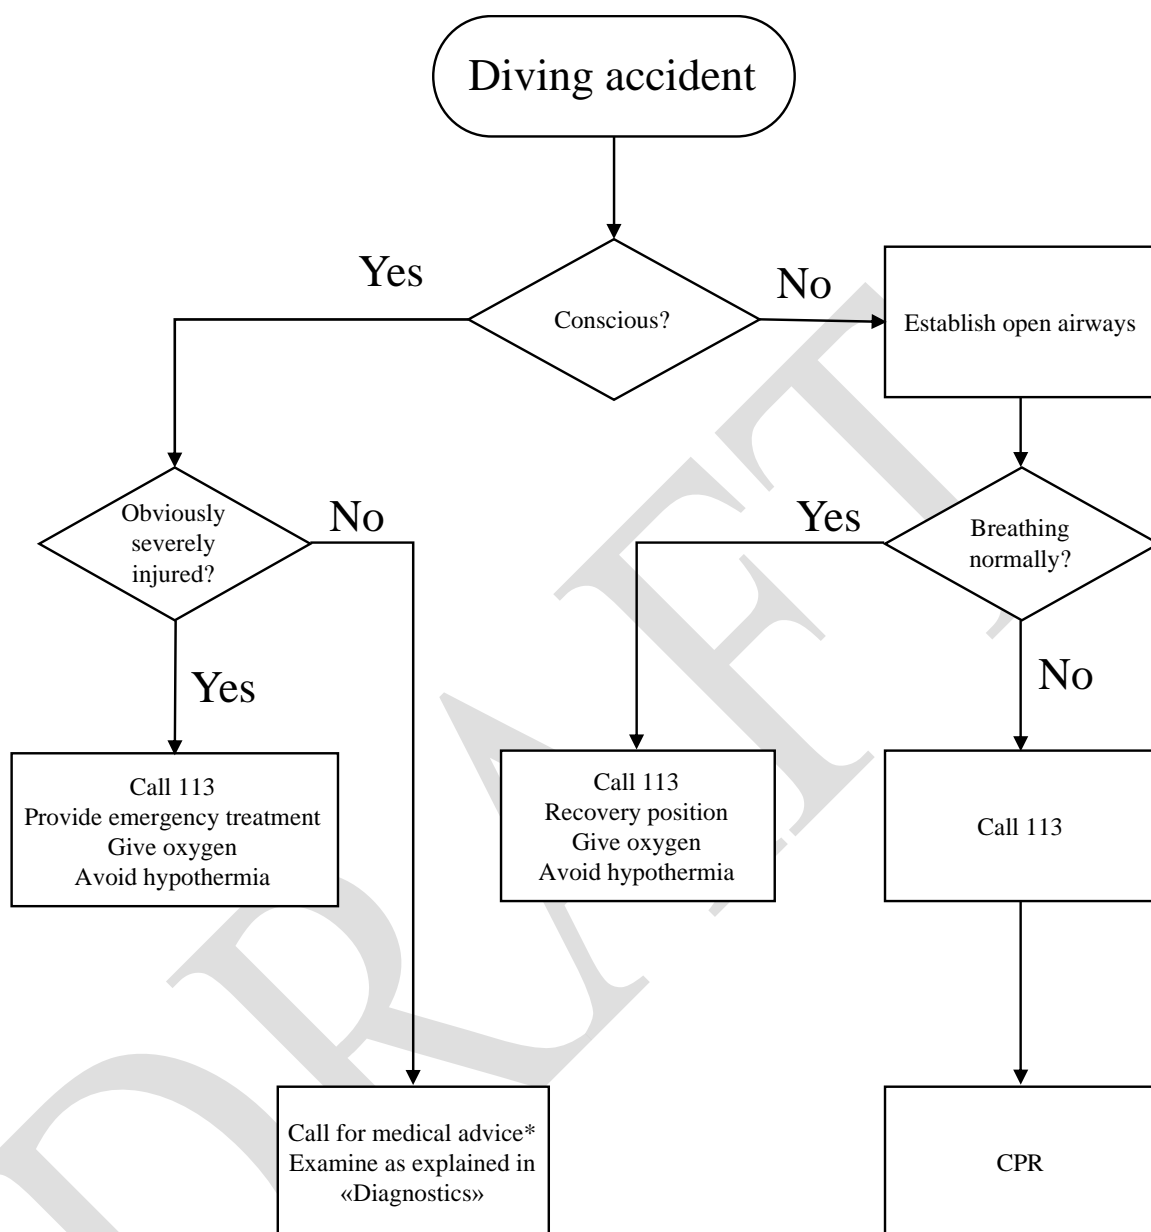 Diving accident
Yes
No
Conscious?
Establish open airways
Obviously
severely
injured?
No
Yes
Breathing
normally?
Yes
No
Call 113
Provide emergency treatment
Give oxygen
Avoid hypothermia
Call 113
Recovery position
Give oxygen
Avoid hypothermia
Call 113
Call for medical advice*
Examine as explained in
«Diagnostics»
CPR
DRAFT